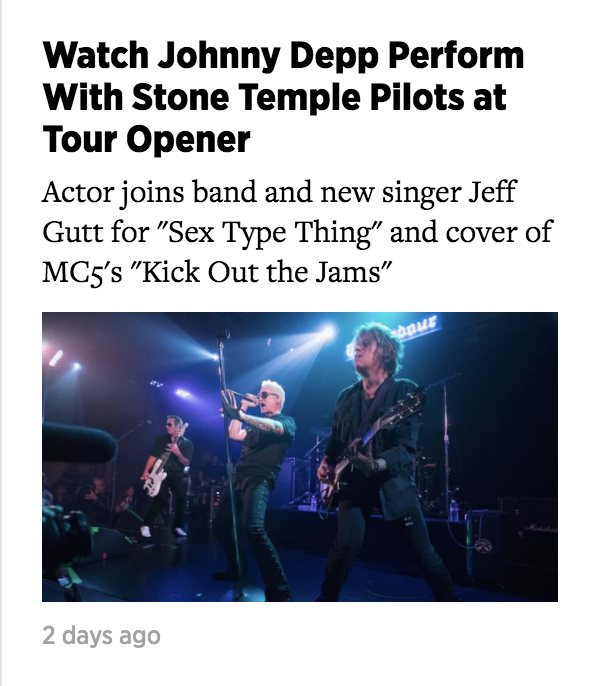 Watch Johnny Depp Perform
With Stone Temple Pilots at
Tour Opener
Actor joins band and new singer Jeff
Gutt for "Sex Type Thing" and cover of
MC5's "Kick Out the Jams"
2 days ago